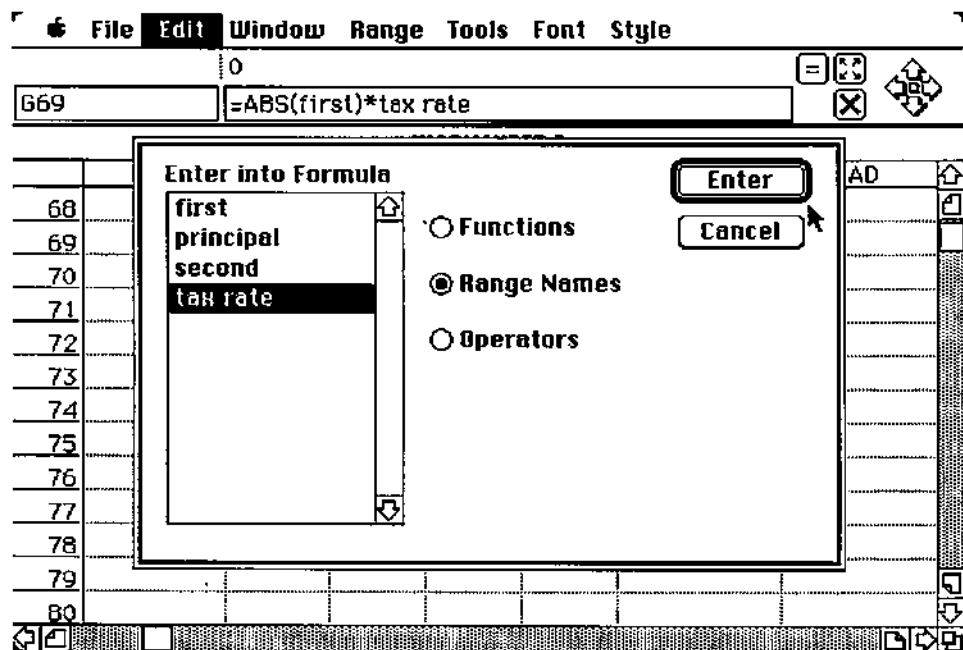 File Edit Window Range Tools Font Style
0
G69 =ABS(first)*tax rate
Enter into Formula
Enter
AD
first
principal
second
tax rate
Functions
Cancel
Range Names
Operators
68
69
70
71
72
73
74
75
76
77
78
79
80